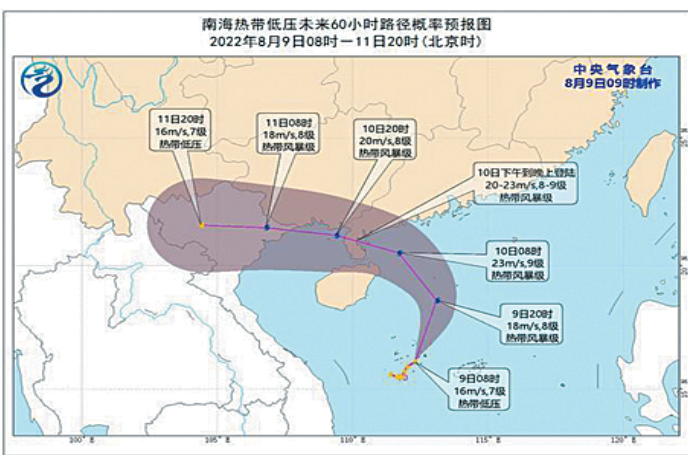 南海热带低压未来60小时路径概率预报图
2022年8月9日08时－11日20时(北京时)
中央气象台
8月9日09时制作
11日20时
16m/s,7级
热带低压
11日08时
18m/s,8级
热带风暴级
10日20时
20m/s,8级
热带风暴级
10日下午到晚上登陆
20-23m/s,8-9级
热带风暴级
10日08时
23m/s,9级
热带风暴级
9日20时
18m/s,8级
热带风暴级
9日08时
16m/s,7级
热带低压
20° N
15° N
100° E
105° E
110° E
115° E
120° E